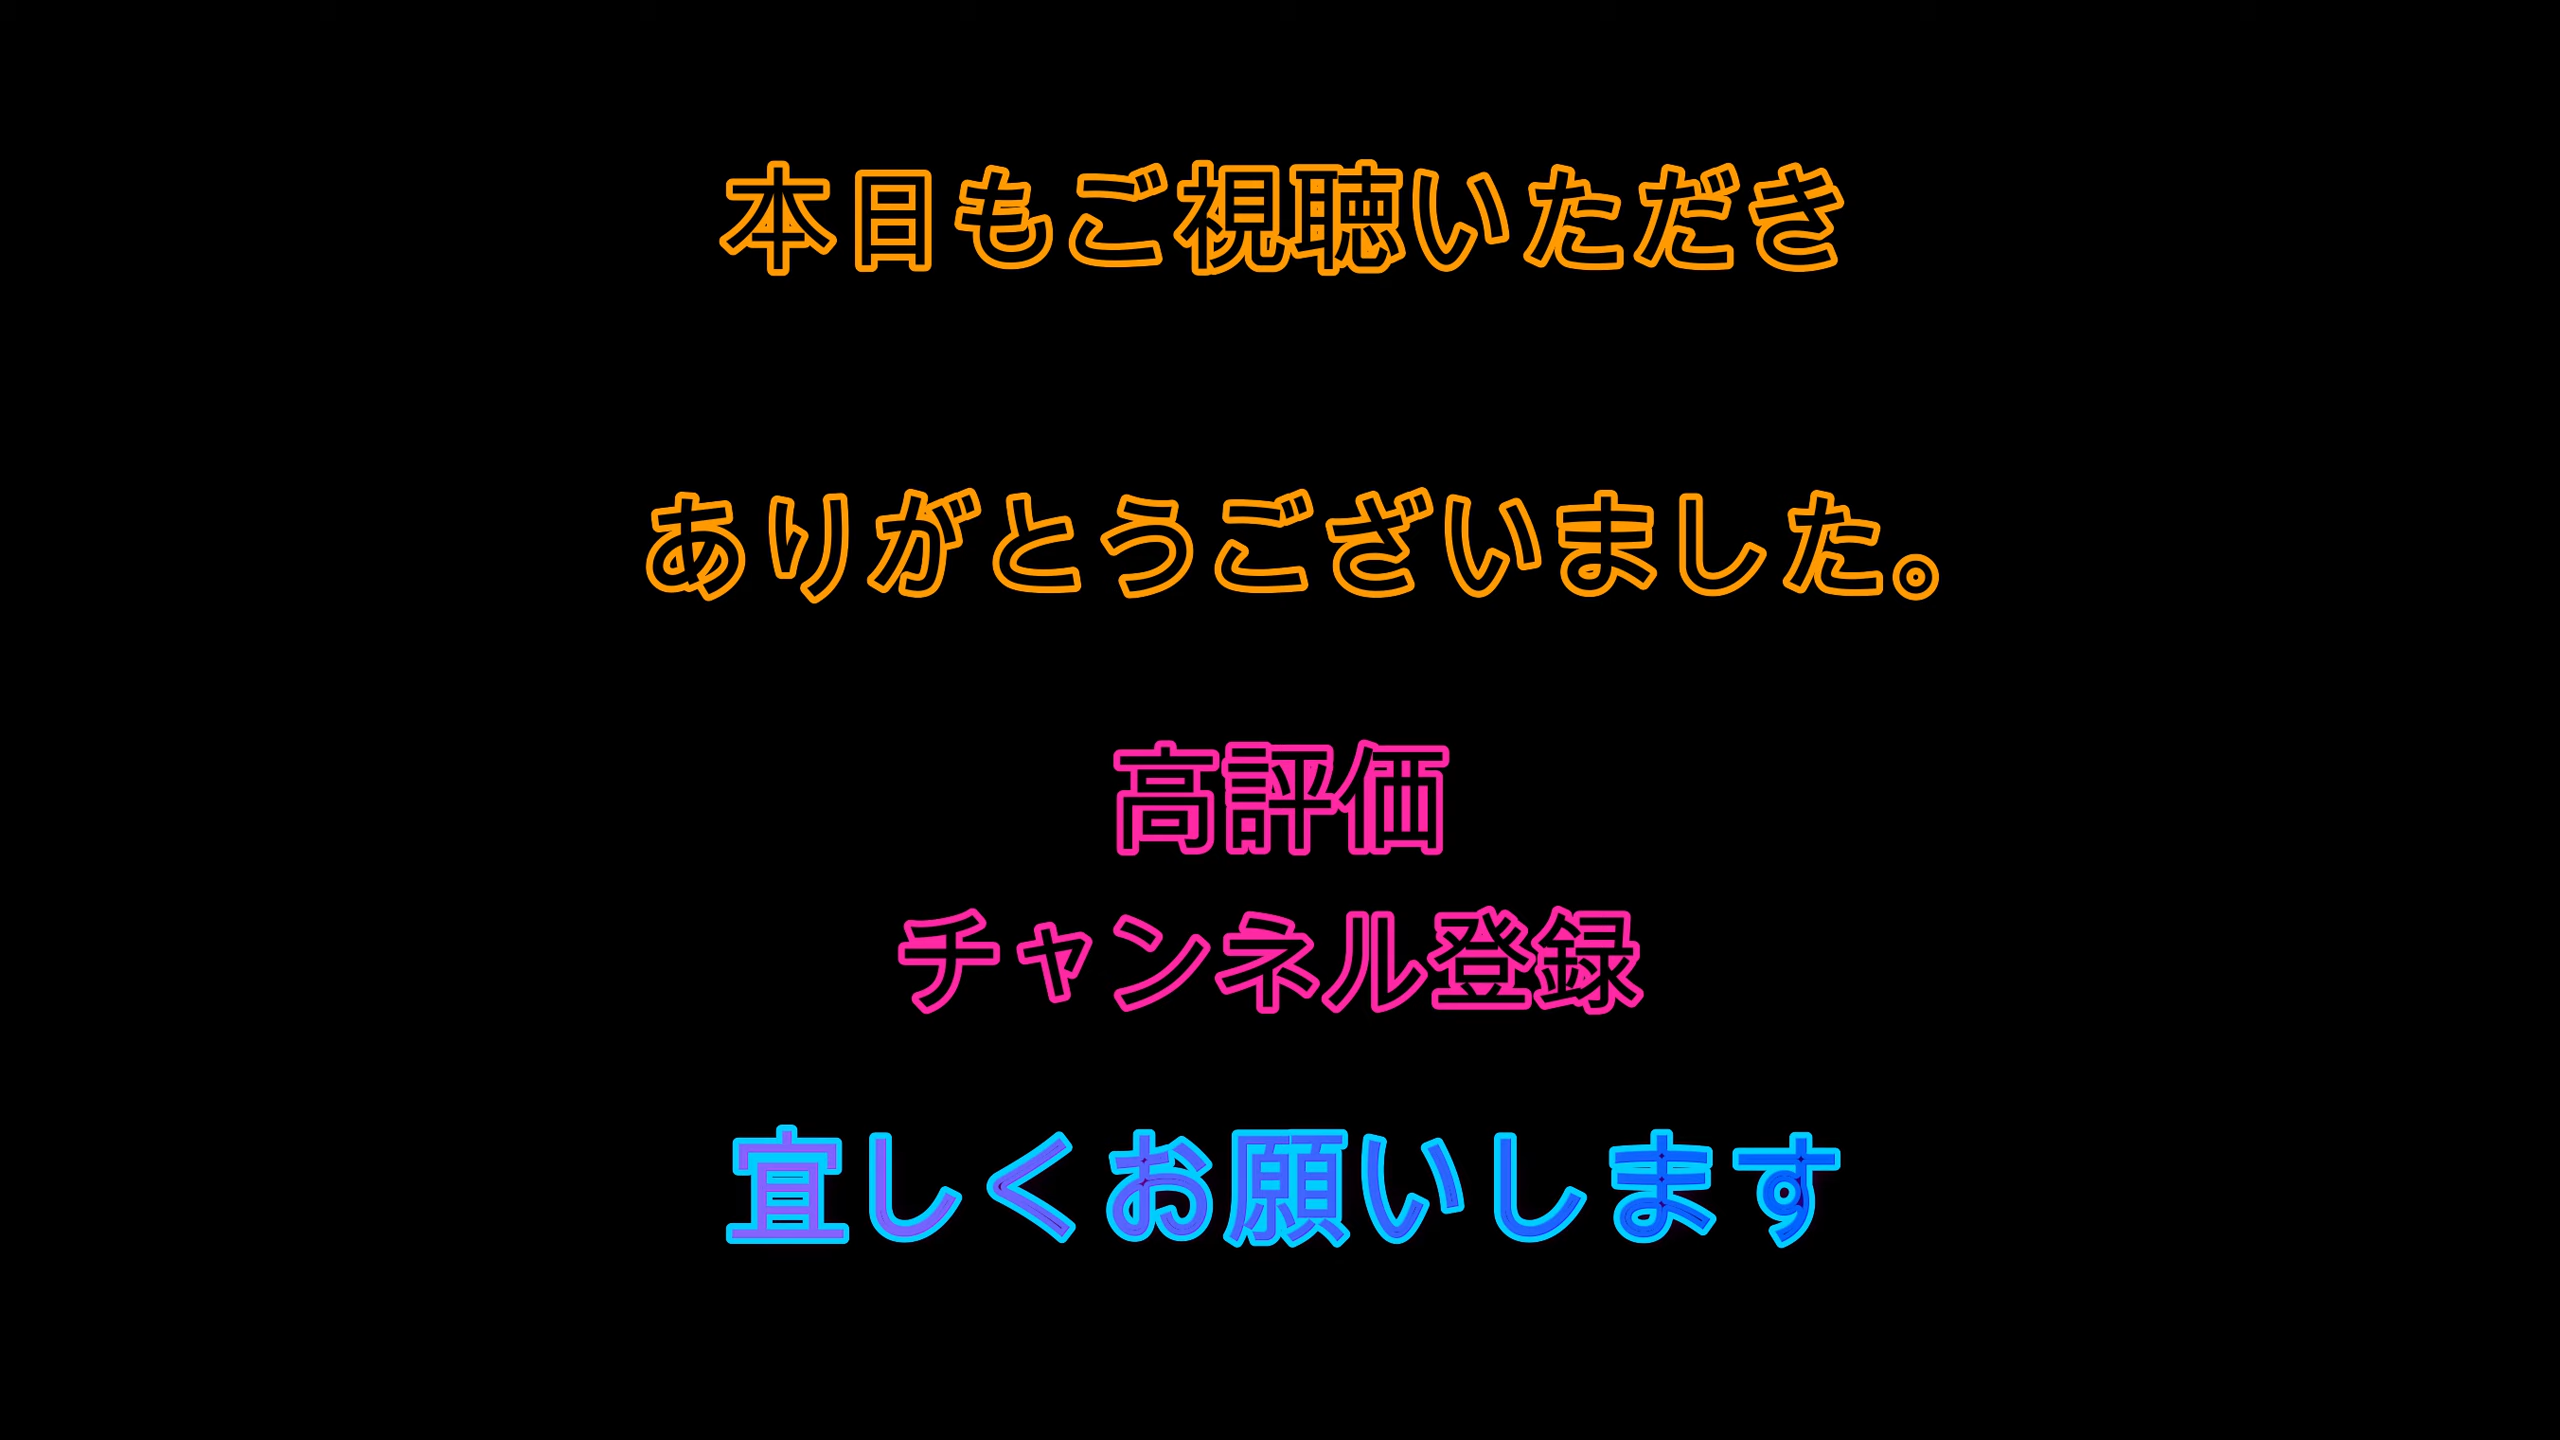 本日もご視聴いただき
ありがとうございました。
高評価
チャンネル登録
宜しくお願いします